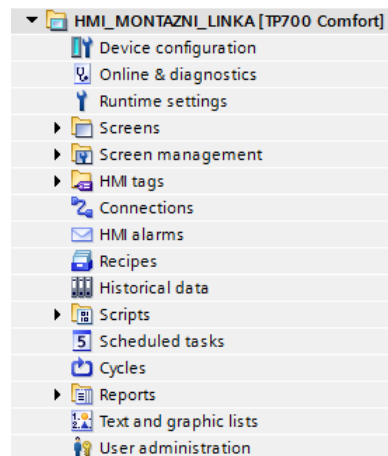 HMI_MONTAZNI_LINKA [TP700 Comfort]
Device configuration
Online & diagnostics
Runtime settings
Screens
Screen management
HMI tags
Connections
HMI alarms
Recipes
Historical data
Scripts
Scheduled tasks
Cycles
Reports
Text and graphic lists
User administration